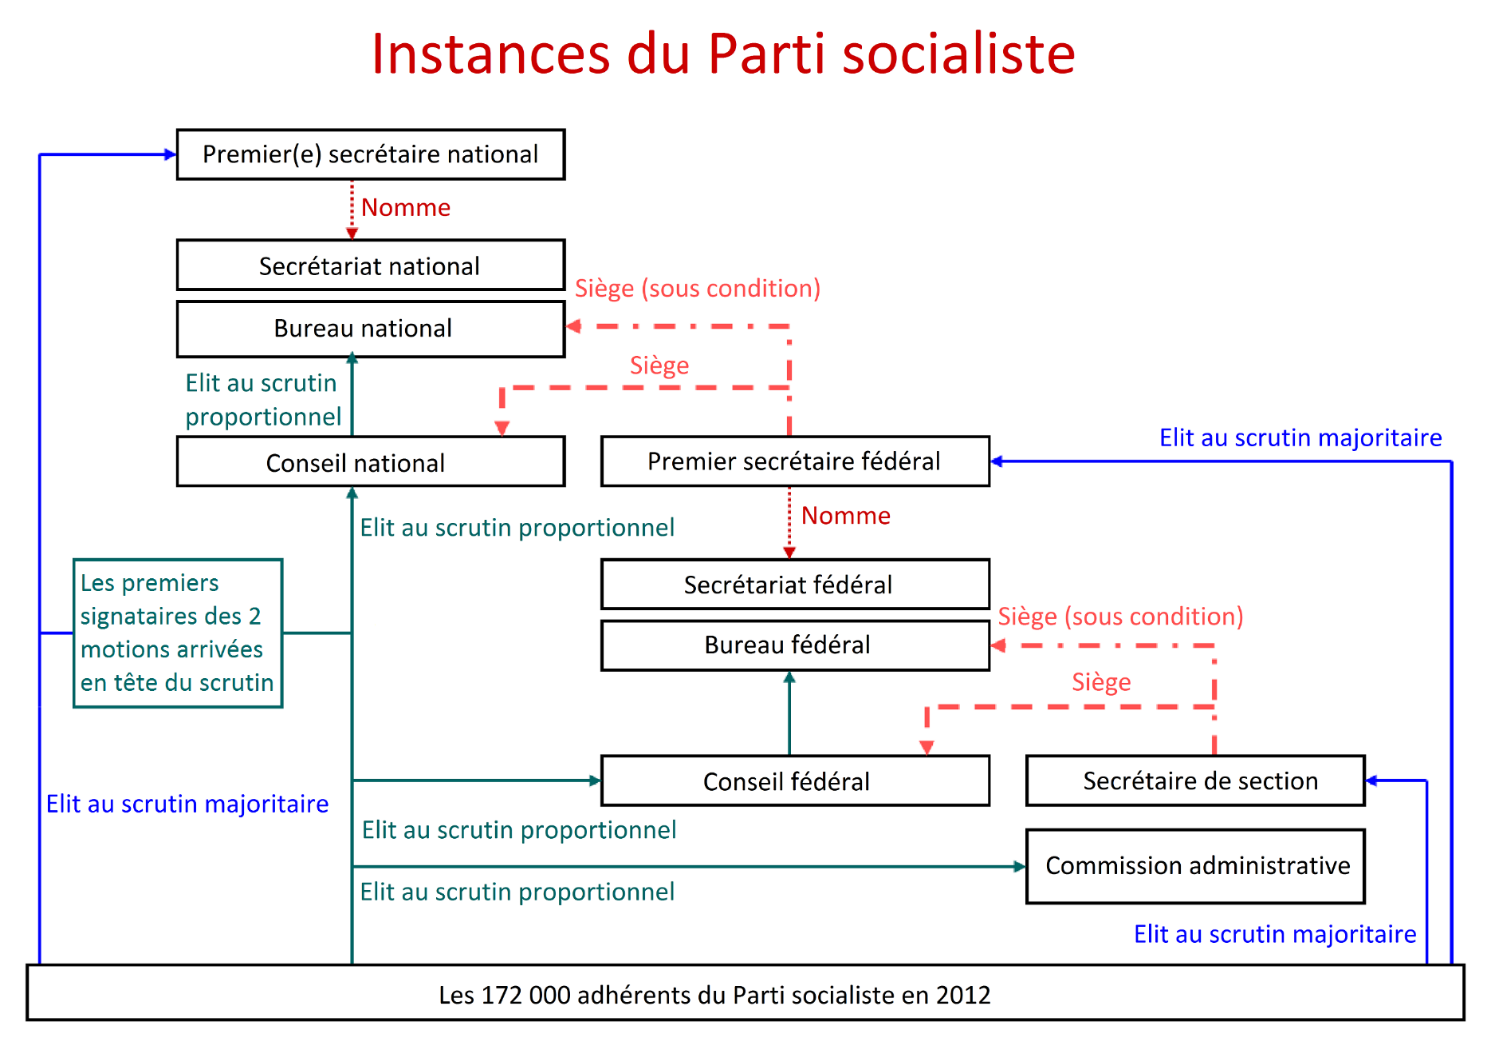 Instances du Parti socialiste
Premier(e) secrétaire national
Nomme
Secrétariat national
Siège (sous condition)
Bureau national
Siège
Elit au scrutin
proportionnel
Elit au scrutin majoritaire
Conseil national
Premier secrétaire fédéral
Nomme
Elit au scrutin proportionnel
Les premiers
signataires des 2
motions arrivées
en tête du scrutin
Secrétariat fédéral
Siège (sous condition)
Bureau fédéral
Siège
Conseil fédéral
Secrétaire de section
Elit au scrutin majoritaire
Elit au scrutin proportionnel
Commission administrative
Elit au scrutin proportionnel
Elit au scrutin majoritaire
Les 172 000 adhérents du Parti socialiste en 2012